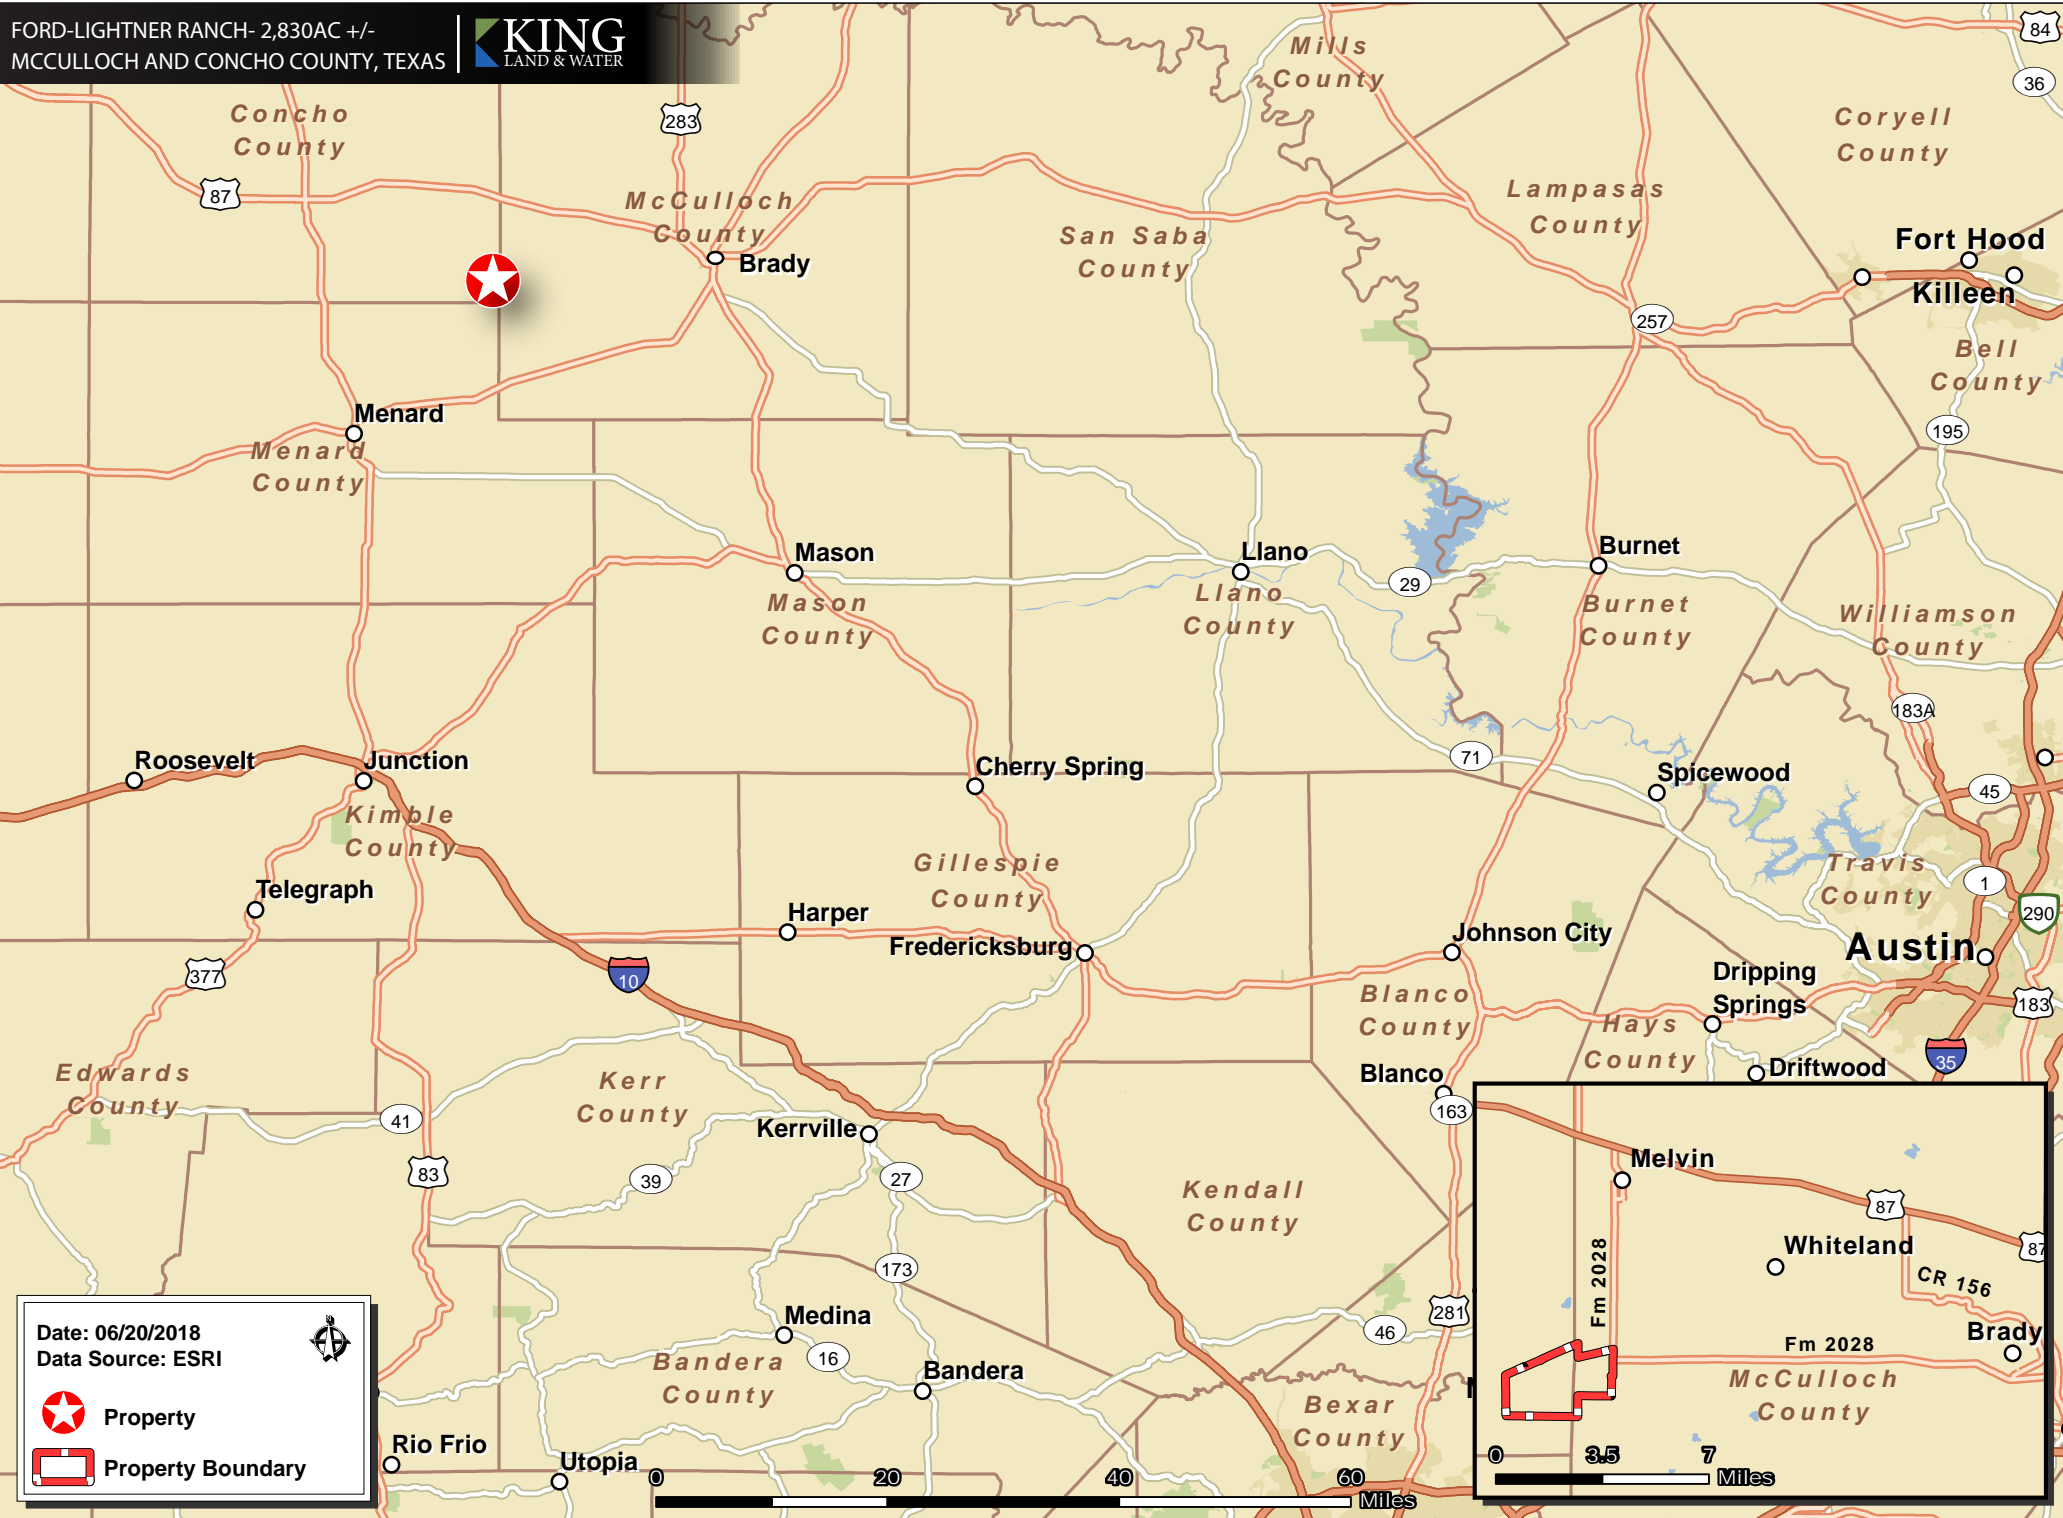 FORD-LIGHTNER RANCH- 2,830AC +/-
MCCULLOCH AND CONCHO COUNTY, TEXAS
KING
LAND & WATER
Mills
County
84
36
Concho
County
283
Coryell
County
87
McCulloch
County
Lampasas
County
San Saba
County
Brady
Fort Hood
Killeen
257
Bell
County
Menard
Menard
County
195
Mason
Mason
County
Llano
Llano
County
29
Burnet
Burnet
County
Williamson
County
183A
Roosevelt
Junction
Kimble
County
Cherry Spring
71
Spicewood
45
Gillespie
County
Travis
County
1
290
Telegraph
Harper
Fredericksburg
Johnson City
Austin
377
10
Dripping
Springs
183
Blanco
County
Hays
County
35
Edwards
County
Kerr
County
Blanco
Driftwood
41
163
Kerrville
83
39
27
Kendall
County
173
Medina
281
46
16
Bandera
County
Bandera
Bexar
County
Rio Frio
Utopia
0 20 40 60
Miles
Date: 06/20/2018
Data Source: ESRI
Property
Property Boundary
Melvin
87
87
Whiteland
Fm 2028
CR 156
Brady
Fm 2028
McCulloch
County
0 3.5 7
Miles